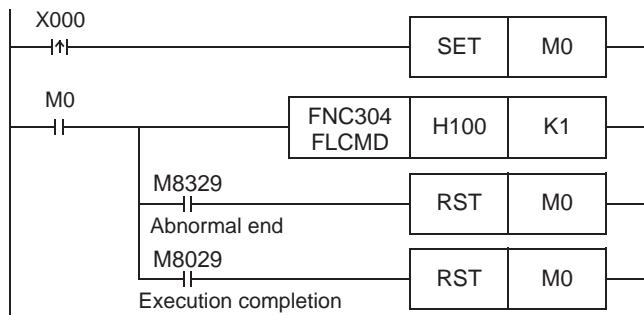 X000
SET M0
M0
FNC304 FLCMD H100 K1
M8329
RST M0
Abnormal end
M8029
RST M0
Execution completion